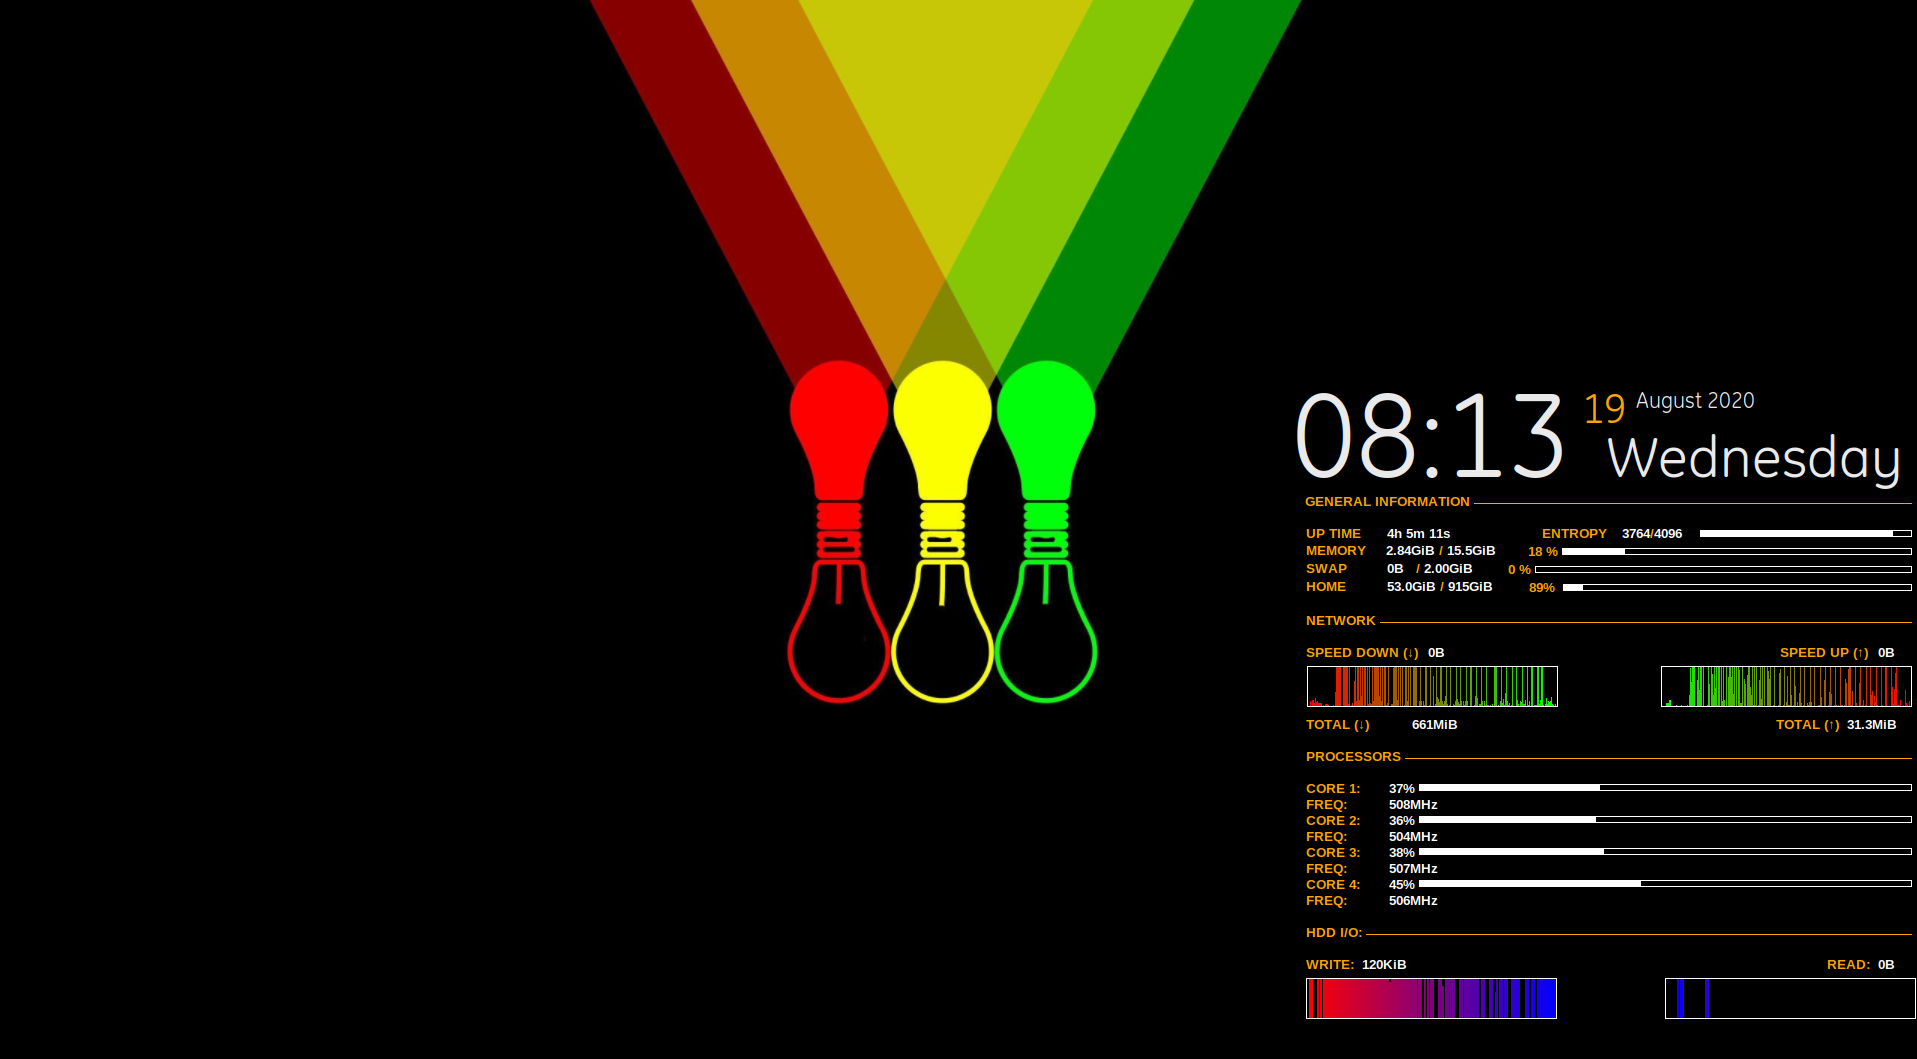 08:13 19 August 2020
Wednesday
GENERAL INFORMATION
UP TIME 4h 5m 11s ENTROPY 3764/4096
MEMORY 2.84GiB / 15.5GiB 18 %
SWAP 0B / 2.00GiB 0 %
HOME 53.0GiB / 915GiB 89%
NETWORK
SPEED DOWN (↓) 0B SPEED UP (↑) 0B
TOTAL (↓) 661MiB TOTAL (↑) 31.3MiB
PROCESSORS
CORE 1: 37%
FREQ: 508MHz
CORE 2: 36%
FREQ: 504MHz
CORE 3: 38%
FREQ: 507MHz
CORE 4: 45%
FREQ: 506MHz
HDD I/O:
WRITE: 120KiB READ: 0B